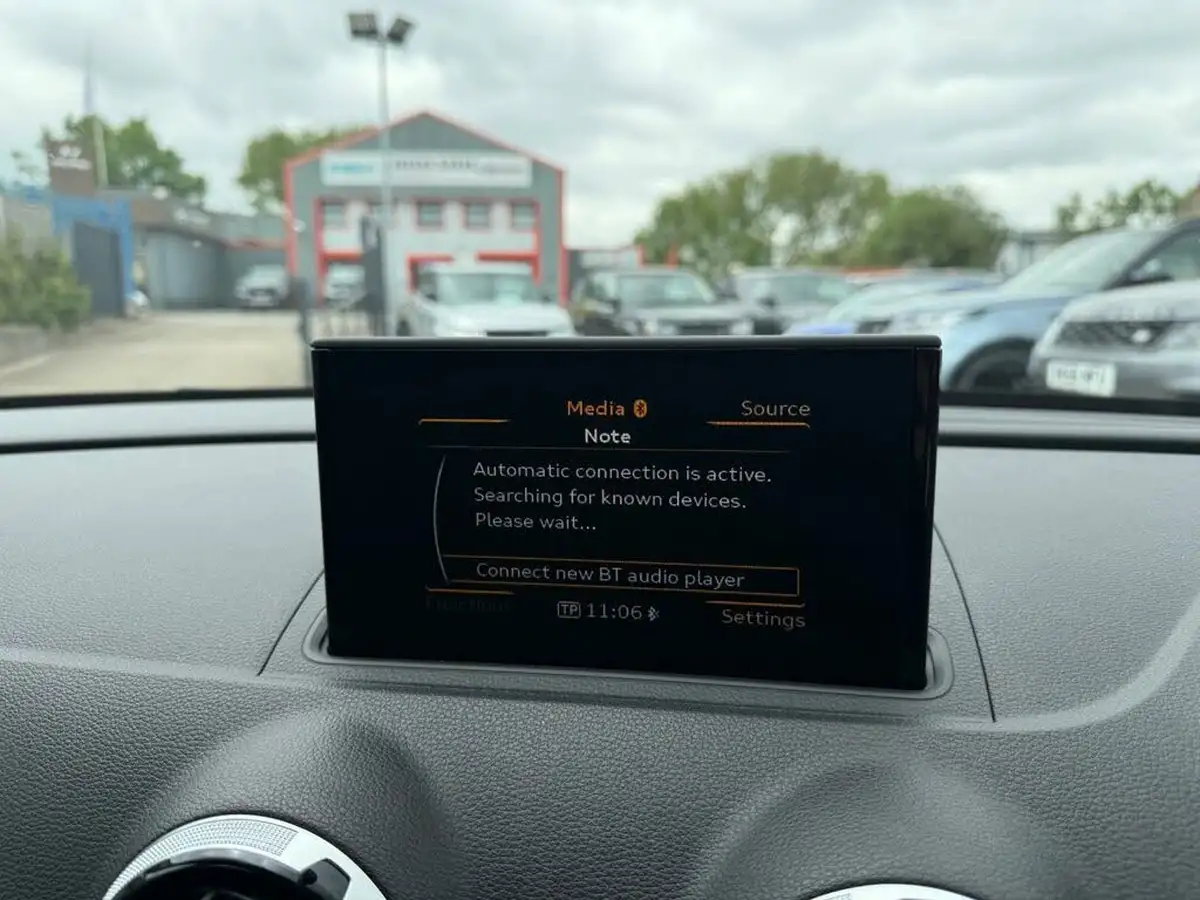 Media
Source
Note
Automatic connection is active.
Searching for known devices.
Please wait...
Connect new BT audio player
Functions
TP 11:06
Settings